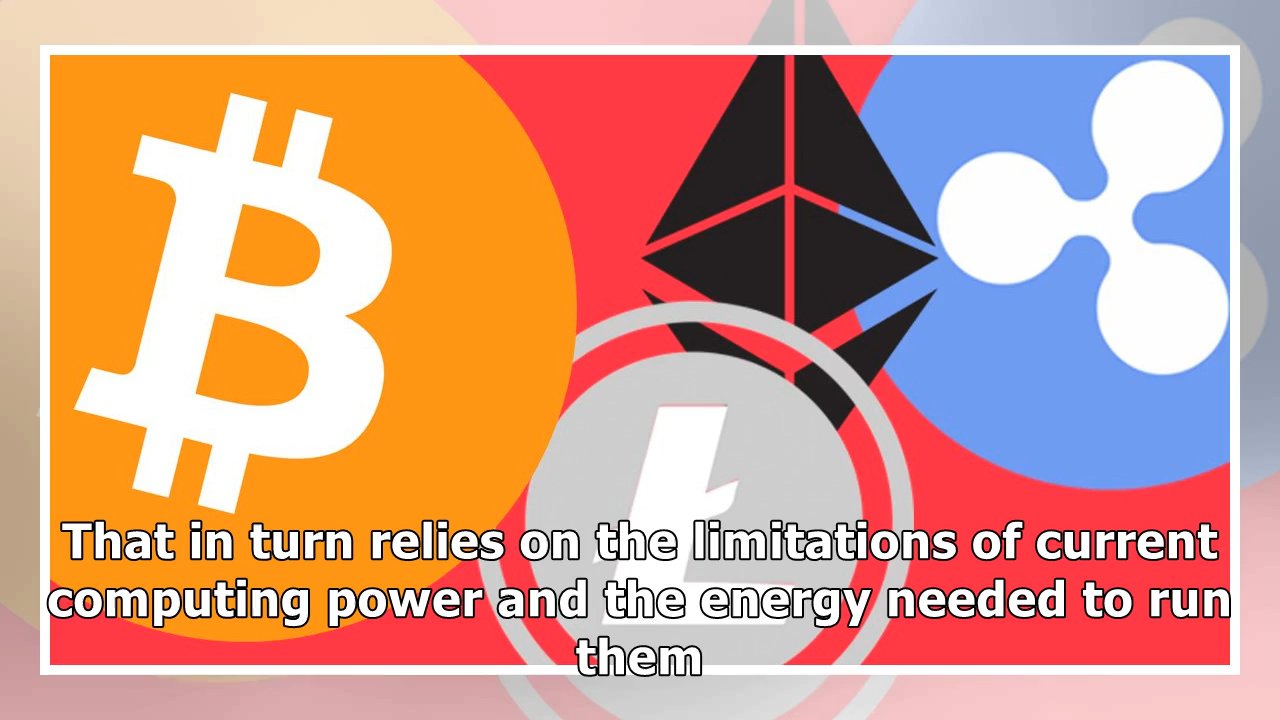 That in turn relies on the limitations of current
computing power and the energy needed to run
them